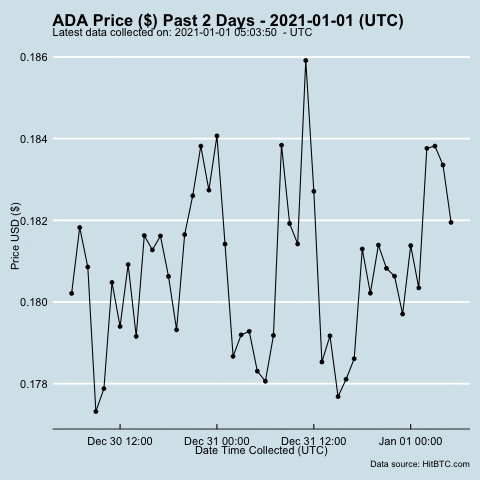 ADA Price ($) Past 2 Days - 2021-01-01 (UTC)
Latest data collected on: 2021-01-01 05:03:50 - UTC
0.186
0.184
0.182
0.180
0.178
Price USD ($)
Dec 30 12:00 Dec 31 00:00 Dec 31 12:00 Jan 01 00:00
Date Time Collected (UTC)
Data source: HitBTC.com